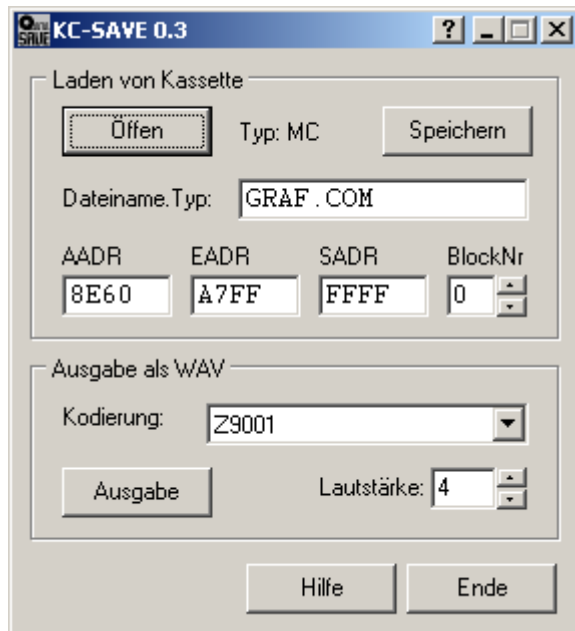 KC-SAVE 0.3
Laden von Kassette
Öffen Typ: MC Speichern
Dateiname.Typ: GRAF.COM
AADR EADR SADR BlockNr
8E60 A7FF FFFF 0
Ausgabe als WAV
Kodierung: Z9001
Ausgabe Lautstärke: 4
Hilfe Ende